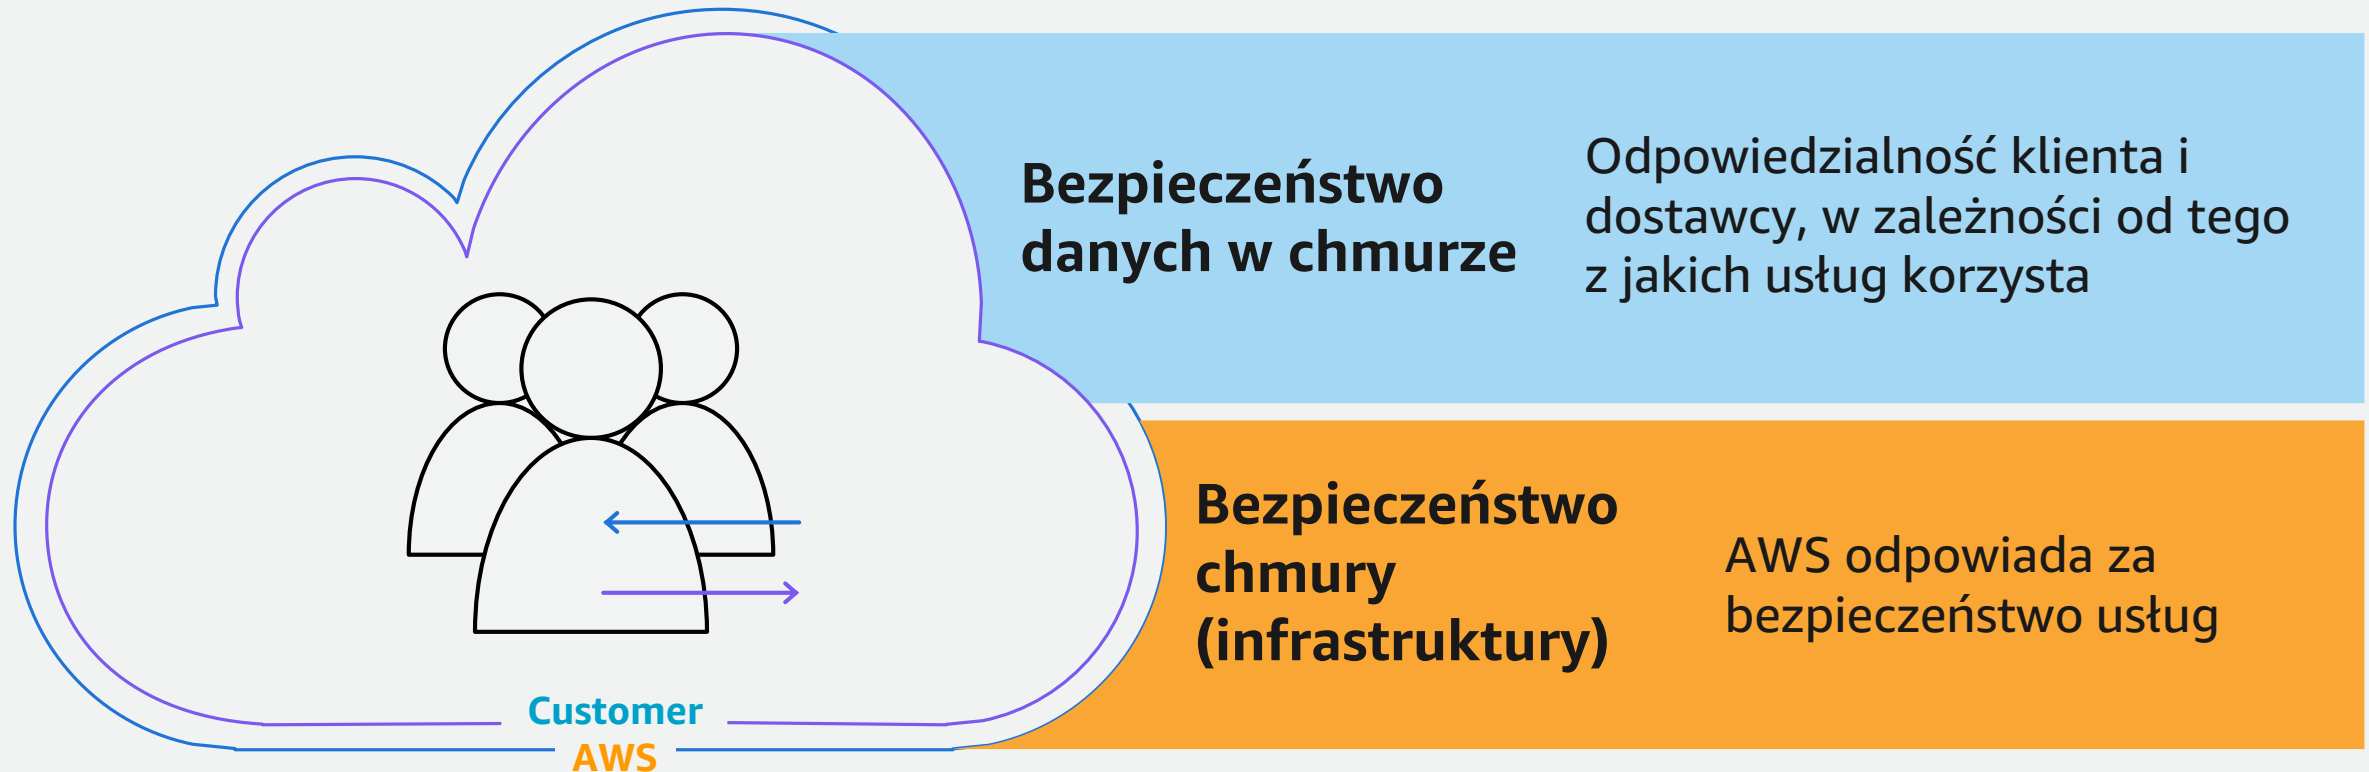 Bezpieczeństwo
danych w chmurze
Odpowiedzialność klienta i
dostawcy, w zależności od tego
z jakich usług korzysta
Bezpieczeństwo
chmury
(infrastruktury)
AWS odpowiada za
bezpieczeństwo usług
Customer
AWS